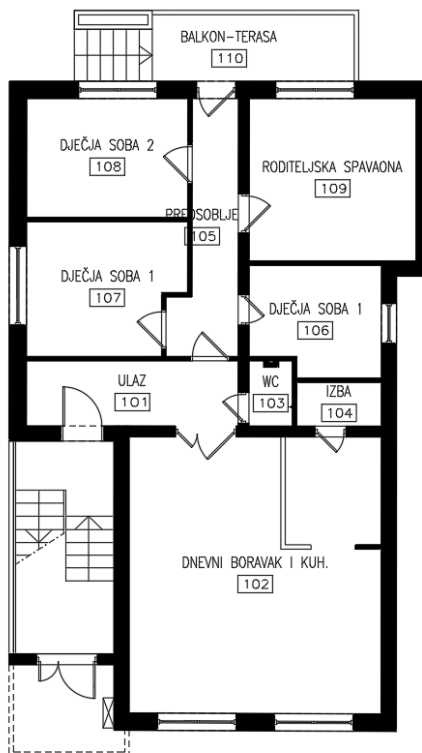 BALKON-TERASA
110
DJEČJA SOBA 2
108
RODITELJSKA SPAVAONA
109
PREDSOBLJE
105
DJEČJA SOBA 1
107
DJEČJA SOBA 1
106
ULAZ
101
WC
103
IZBA
104
DNEVNI BORAVAK I KUH.
102